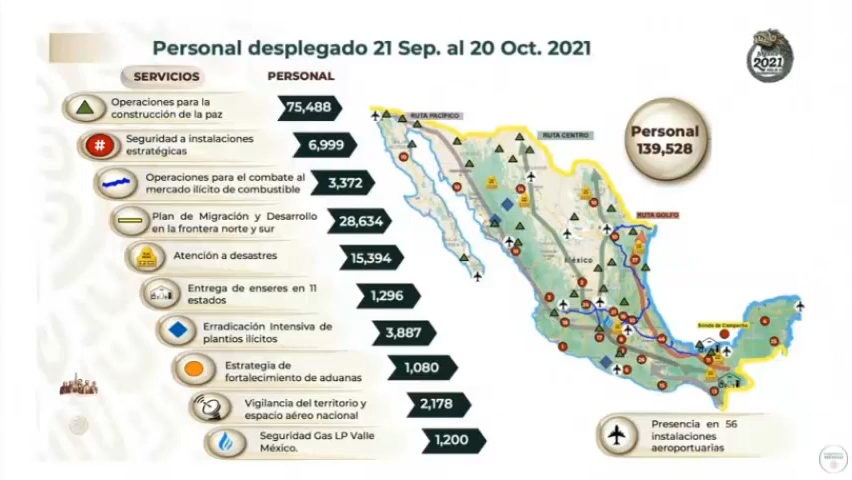 Personal desplegado 21 Sep. al 20 Oct. 2021
2021
SERVICIOS
PERSONAL
Operaciones para la
construcción de la paz
75,488
Seguridad a instalaciones
estratégicas
6,999
Operaciones para el combate al
mercado ilícito de combustible
3,372
Plan de Migración y Desarrollo
en la frontera norte y sur
28,634
Atención a desastres
15,394
Entrega de enseres en 11
estados
1,296
Erradicación Intensiva de
plantíos ilícitos
3,887
Estrategia de
fortalecimiento de aduanas
1,080
Vigilancia del territorio y
espacio aéreo nacional
2,178
Seguridad Gas LP Valle
México.
1,200
RUTA PACÍFICO
RUTA CENTRO
RUTA GOLFO
México
Sonda de Campeche
Personal
139,528
Presencia en 56
instalaciones
aeroportuarias